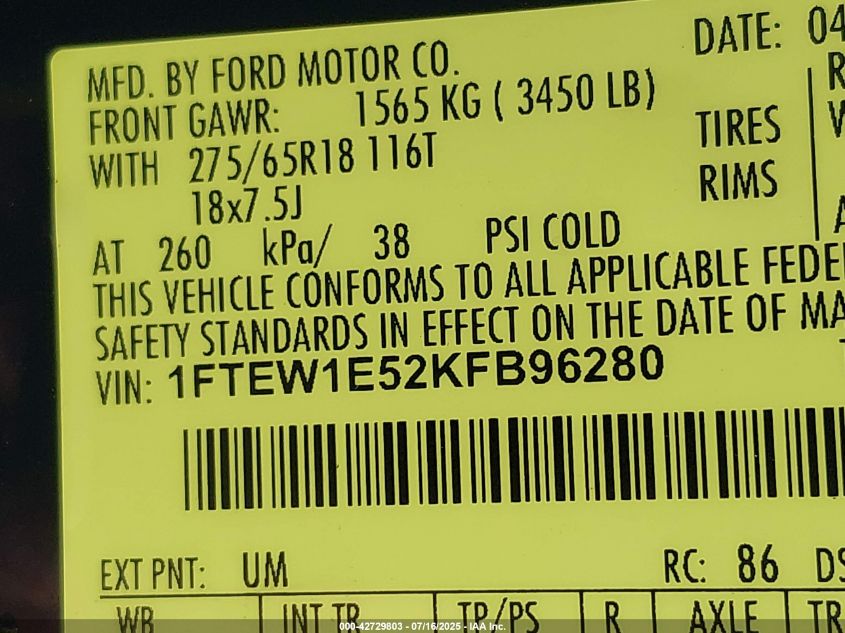 MFD. BY FORD MOTOR CO. DATE: 04
FRONT GAWR: 1565 KG ( 3450 LB)
WITH 275/65R18 116T TIRES
18x7.5J RIMS
AT 260 kPa/ 38 PSI COLD
THIS VEHICLE CONFORMS TO ALL APPLICABLE FEDE
SAFETY STANDARDS IN EFFECT ON THE DATE OF MA
VIN: 1FTEW1E52KFB96280
EXT PNT: UM RC: 86 DS
WB INT TR TP/PS R AXLE TR
000-42729803 - 07/16/2025 - IAA Inc.